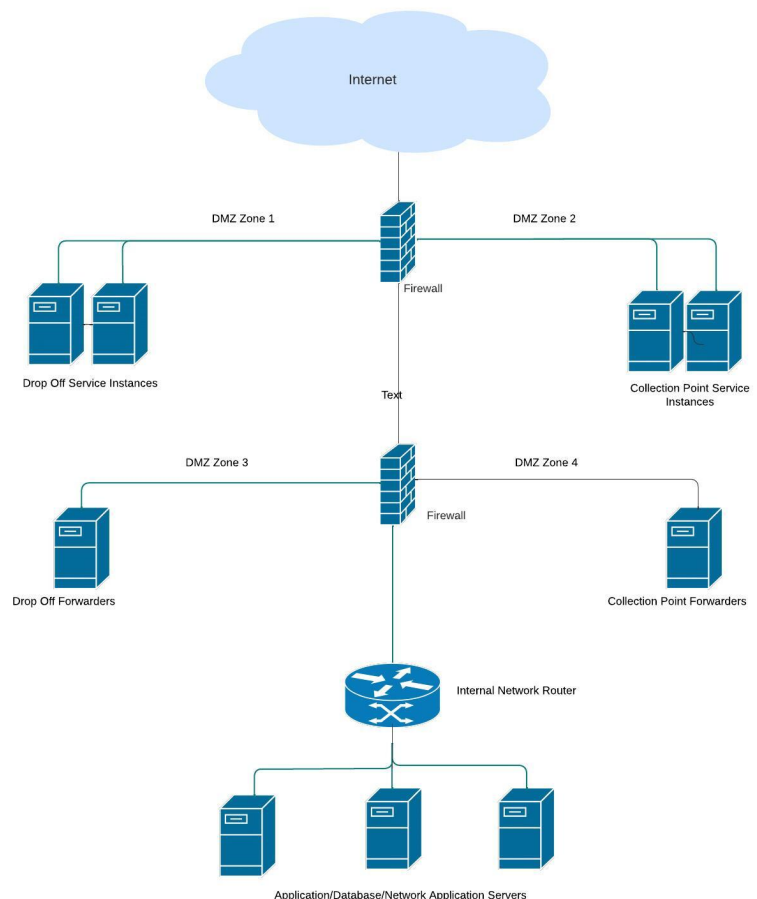 Internet
DMZ Zone 1
DMZ Zone 2
Firewall
Drop Off Service Instances
Collection Point Service
Instances
Text
DMZ Zone 3
DMZ Zone 4
Firewall
Drop Off Forwarders
Collection Point Forwarders
Internal Network Router
Application/Database/Network Application Servers